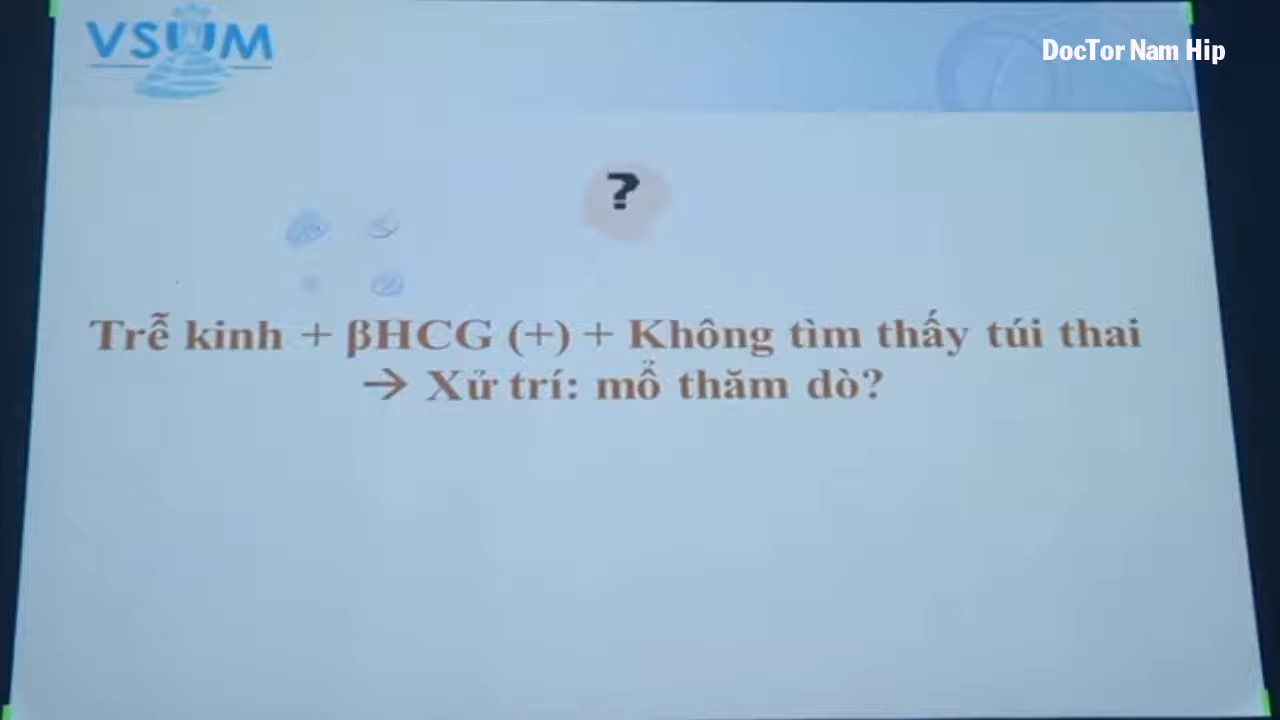 VSUM
DocTor Nam Hip
?
Trễ kinh + βHCG (+) + Không tìm thấy túi thai
→ Xử trí: mổ thăm dò?